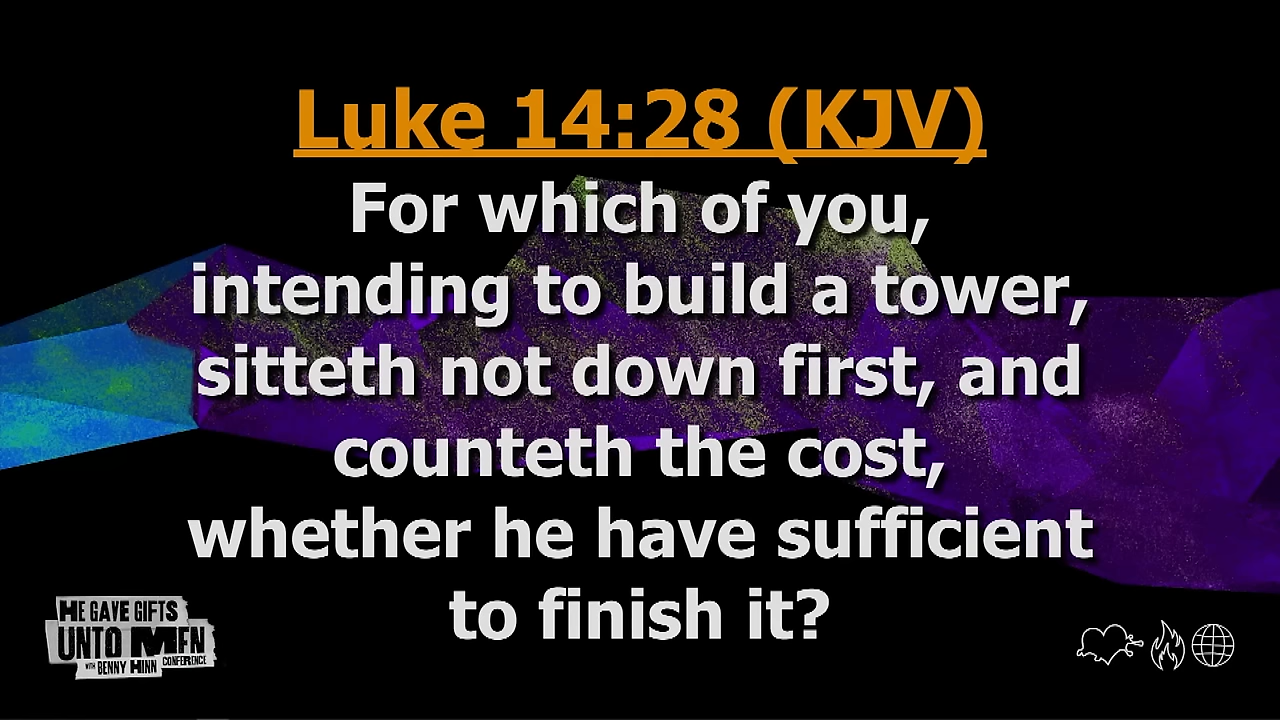 Luke 14:28 (KJV)
For which of you,
intending to build a tower,
sitteth not down first, and
counteth the cost,
whether he have sufficient
to finish it?
HE GAVE GIFTS
UNTO MEN
WITH BENNY HINN CONFERENCE